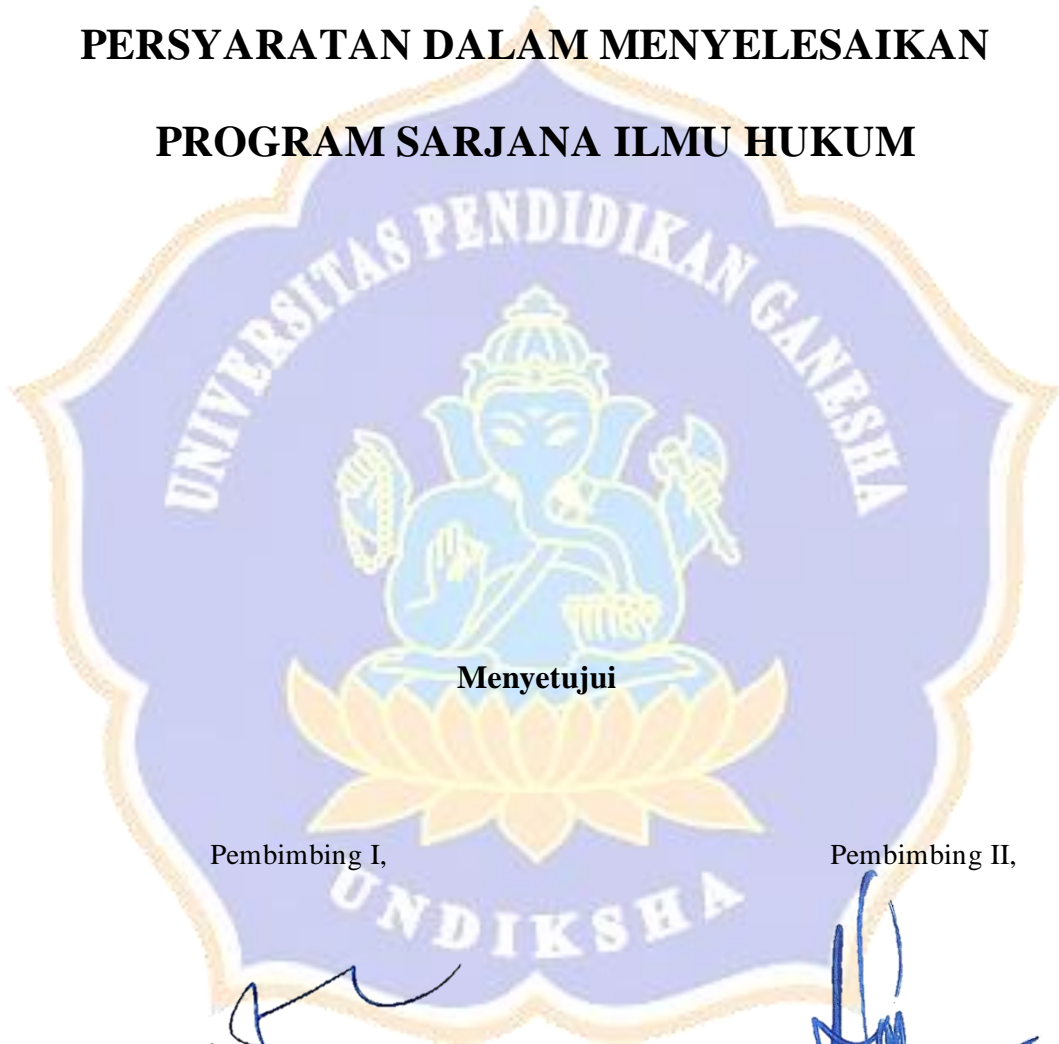 PERSYARATAN DALAM MENYELESAIKAN
PROGRAM SARJANA ILMU HUKUM
UNIVERSITAS PENDIDIKAN GANESHA
Menyetujui
Pembimbing I, Pembimbing II,
UNDIKSHA